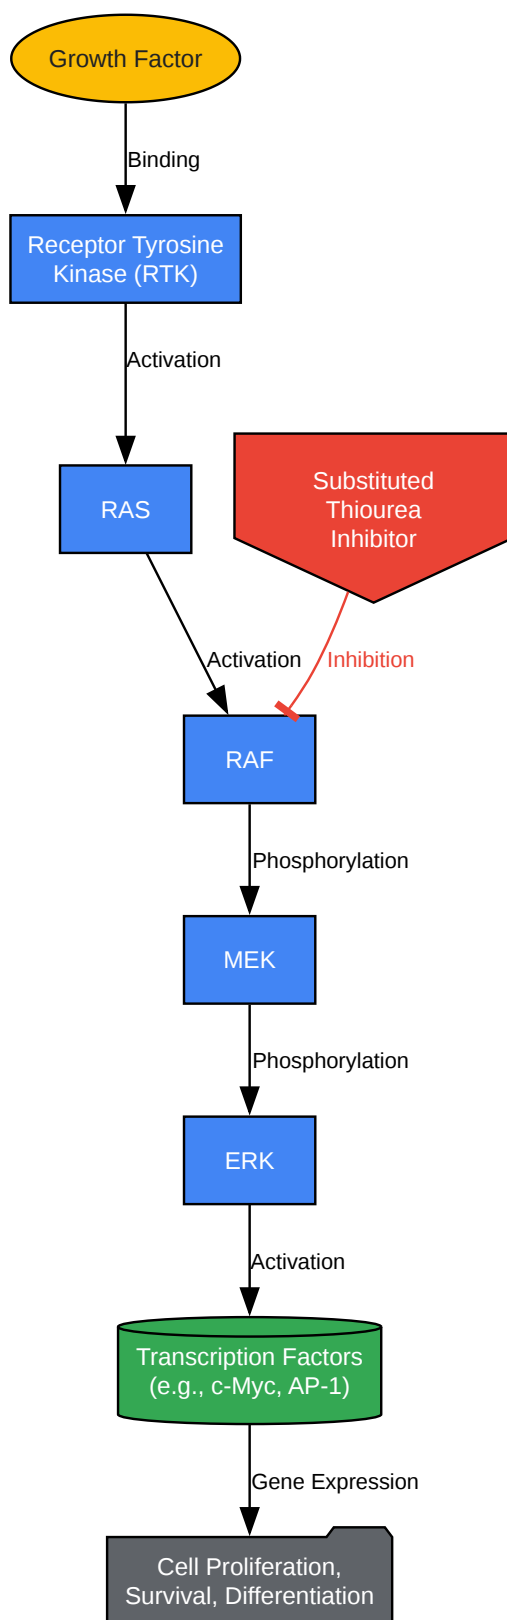 Growth Factor
Binding
Receptor Tyrosine
Kinase (RTK)
Activation
RAS
Substituted
Thiourea
Inhibitor
Activation
Inhibition
RAF
Phosphorylation
MEK
Phosphorylation
ERK
Activation
Transcription Factors
(e.g., c-Myc, AP-1)
Gene Expression
Cell Proliferation,
Survival, Differentiation